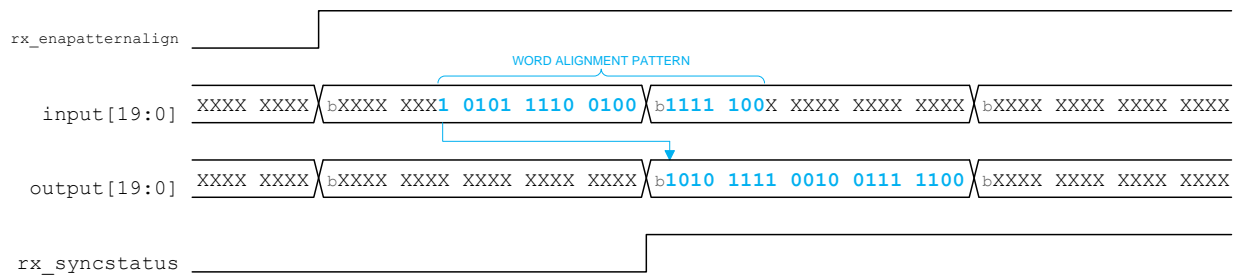 rx_enapatternalign
WORD ALIGNMENT PATTERN
input[19:0] XXXX XXXX bXXXX XXX1 0101 1110 0100 b1111 100X XXXX XXXX XXXX bXXXX XXXX XXXX XXXX
output[19:0] XXXX XXXX bXXXX XXXX XXXX XXXX XXXX b1010 1111 0010 0111 1100 bXXXX XXXX XXXX XXXX
rx_syncstatus